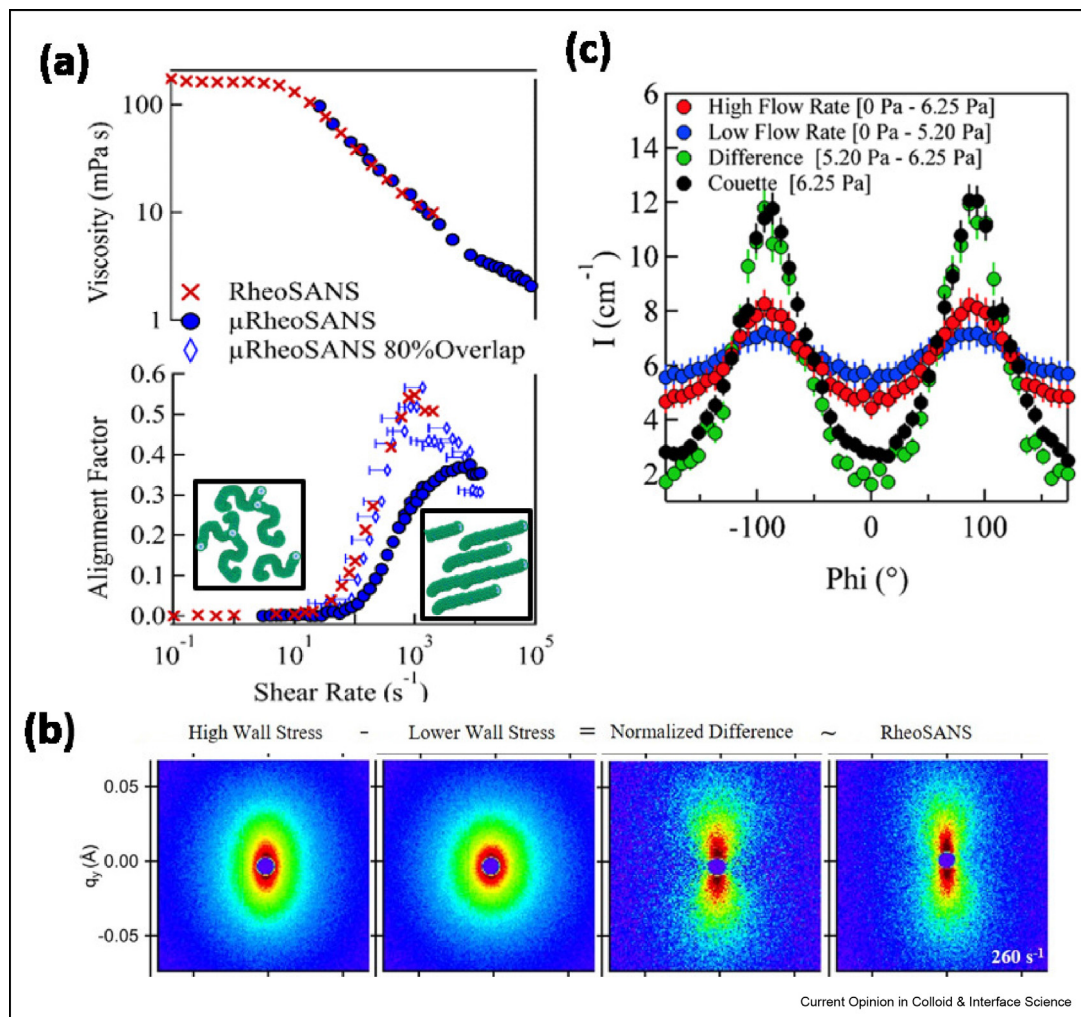 (a)
Viscosity (mPa s)
100
10
1
RheoSANS
μRheoSANS
μRheoSANS 80%Overlap
Alignment Factor
0.6
0.5
0.4
0.3
0.2
0.1
0.0
10-1 101 103 105
Shear Rate (s-1)
(c)
High Flow Rate [0 Pa - 6.25 Pa]
Low Flow Rate [0 Pa - 5.20 Pa]
Difference [5.20 Pa - 6.25 Pa]
Couette [6.25 Pa]
I (cm-1)
6
4
12
10
8
6
4
2
-100 0 100
Phi (°)
(b)
High Wall Stress - Lower Wall Stress = Normalized Difference ~ RheoSANS
qy (Å)
0.05
0.00
-0.05
260 s-1
Current Opinion in Colloid & Interface Science